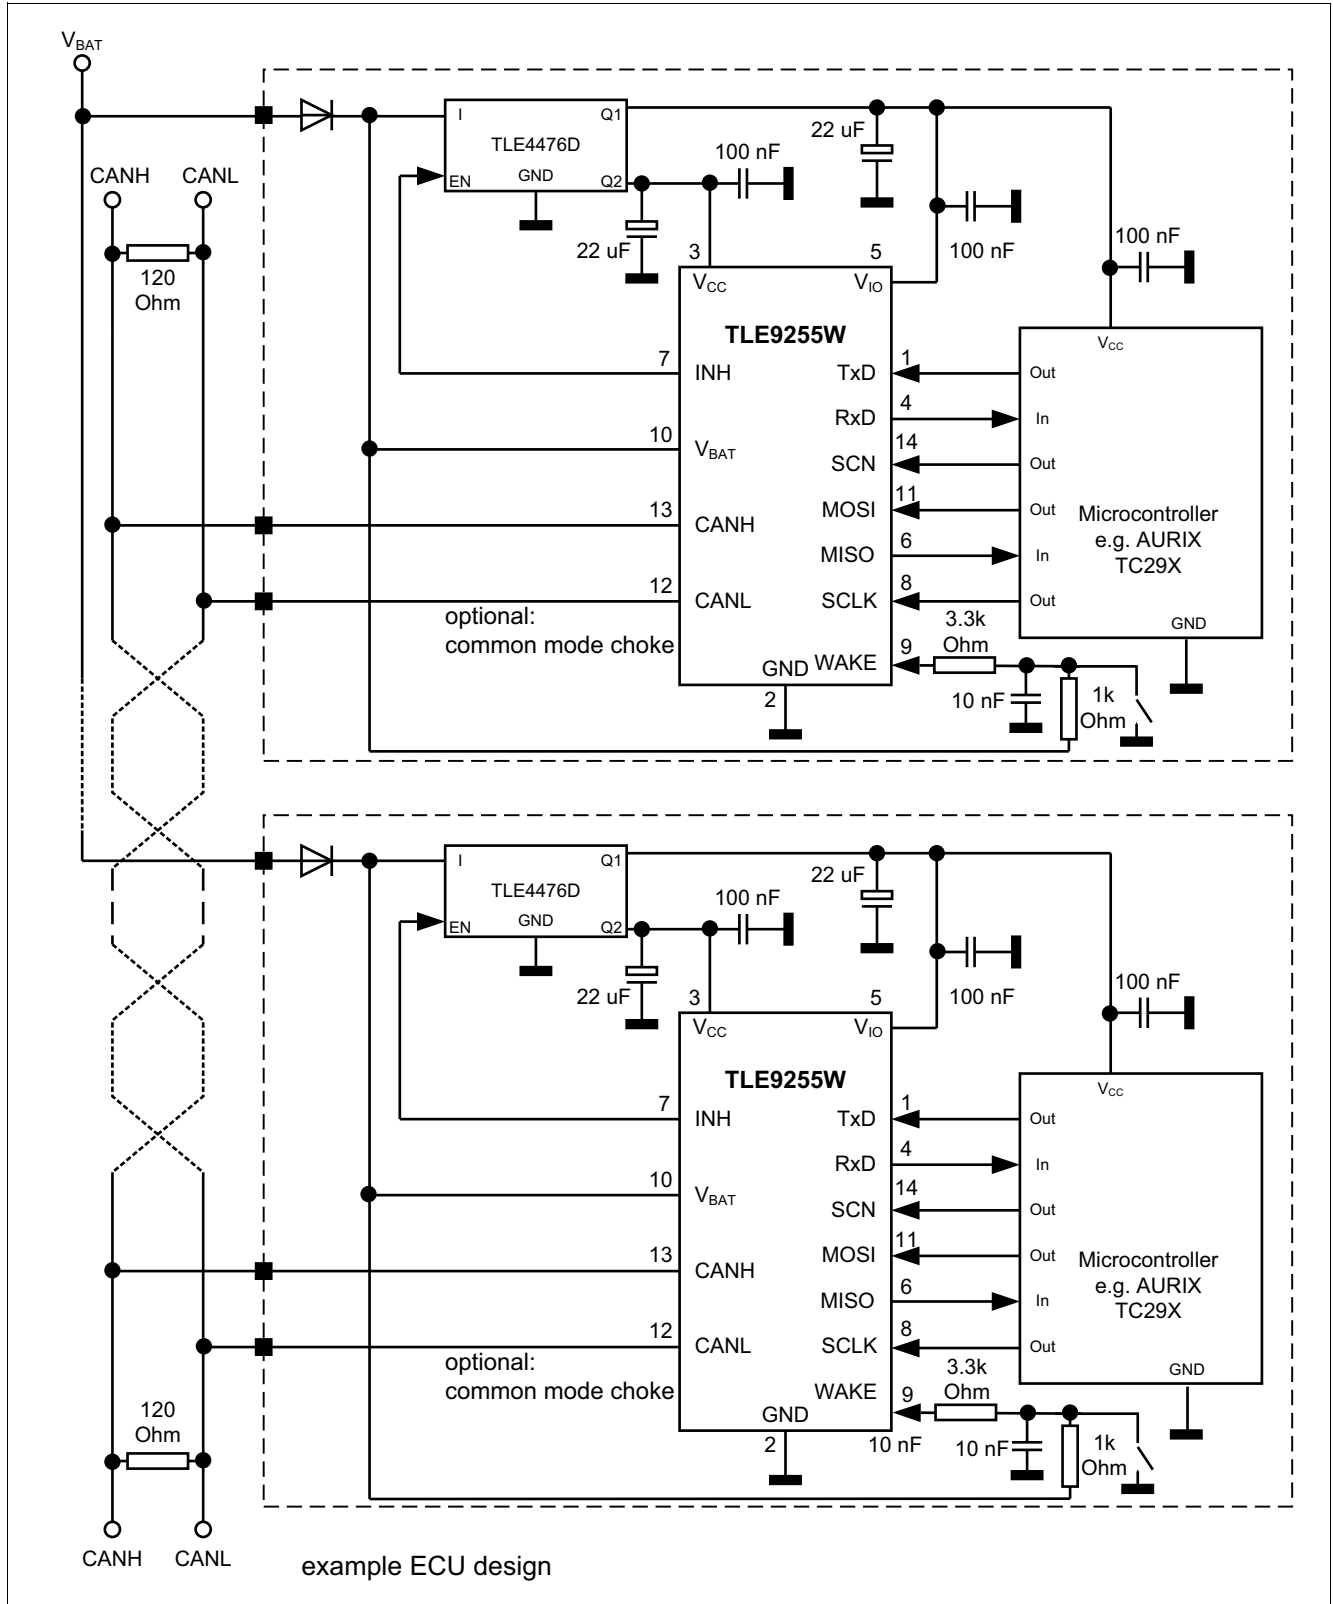 VBAT
CANH CANL
120
Ohm
I Q1
TLE4476D
EN GND Q2
100 nF
22 uF
22 uF
100 nF
100 nF
3 5
VCC VIO
TLE9255W
7 INH TxD 1
RxD 4
10 VBAT SCN 14
MOSI 11
13 CANH MISO 6
12 CANL SCLK 8
WAKE 9
GND
2
optional:
common mode choke
VCC
Out
In
Out
Out
In
Out
Microcontroller
e.g. AURIX
TC29X
GND
3.3k
Ohm
10 nF
1k
Ohm
I Q1
TLE4476D
EN GND Q2
100 nF
22 uF
22 uF
100 nF
100 nF
3 5
VCC VIO
TLE9255W
7 INH TxD 1
RxD 4
10 VBAT SCN 14
MOSI 11
13 CANH MISO 6
12 CANL SCLK 8
WAKE 9
GND
2
optional:
common mode choke
VCC
Out
In
Out
Out
In
Out
Microcontroller
e.g. AURIX
TC29X
GND
3.3k
Ohm
10 nF
10 nF
1k
Ohm
120
Ohm
CANH CANL
example ECU design